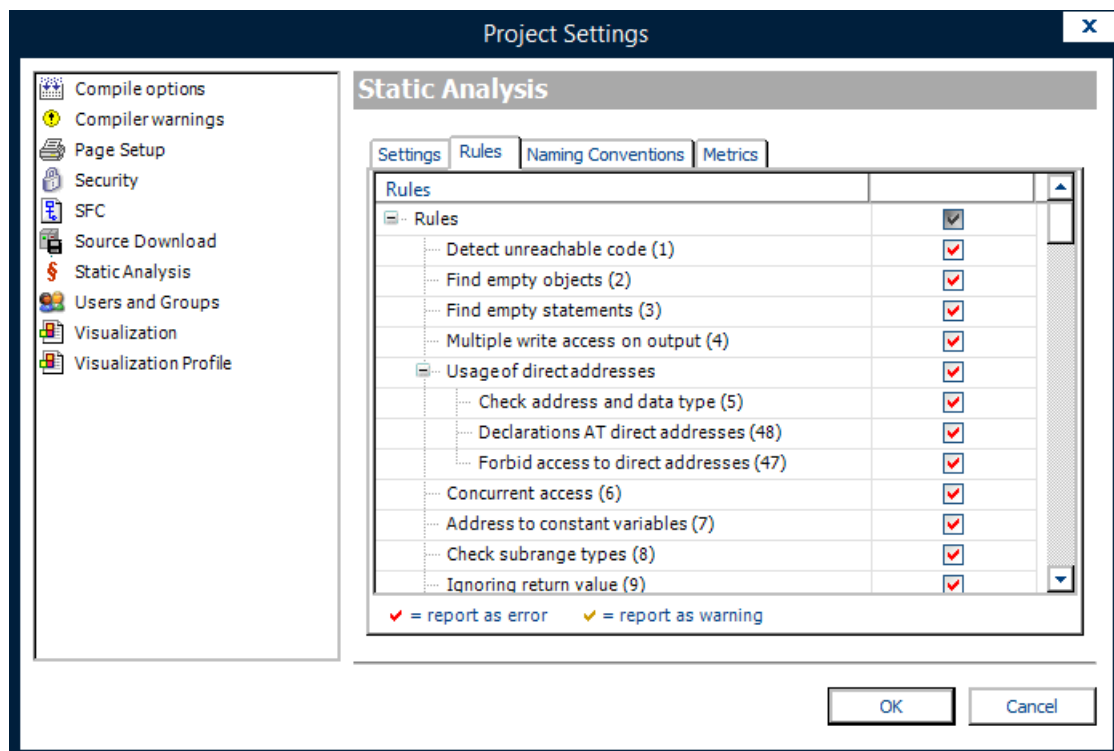 Project Settings
x
Compile options
Compiler warnings
Page Setup
Security
SFC
Source Download
Static Analysis
Users and Groups
Visualization
Visualization Profile
Static Analysis
Settings
Rules
Naming Conventions
Metrics
Rules
Rules
Detect unreachable code (1)
Find empty objects (2)
Find empty statements (3)
Multiple write access on output (4)
Usage of direct addresses
Check address and data type (5)
Declarations AT direct addresses (48)
Forbid access to direct addresses (47)
Concurrent access (6)
Address to constant variables (7)
Check subrange types (8)
Ignoring return value (9)
= report as error = report as warning
OK Cancel